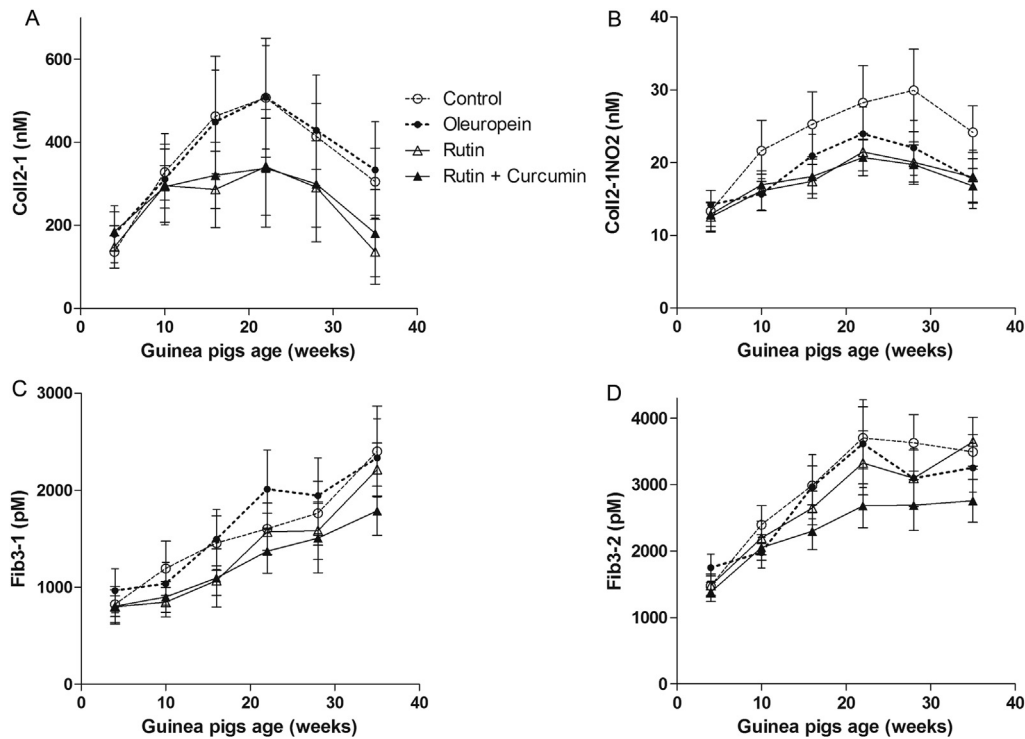 A
Coll2-1 (nM)
600
400
200
0
0 10 20 30 40
Guinea pigs age (weeks)
Control
Oleuropein
Rutin
Rutin + Curcumin
B
Coll2-1NO2 (nM)
40
30
20
10
0
0 10 20 30 40
Guinea pigs age (weeks)
C
Fib3-1 (pM)
3000
2000
1000
0
0 10 20 30 40
Guinea pigs age (weeks)
D
Fib3-2 (pM)
4000
3000
2000
1000
0
0 10 20 30 40
Guinea pigs age (weeks)